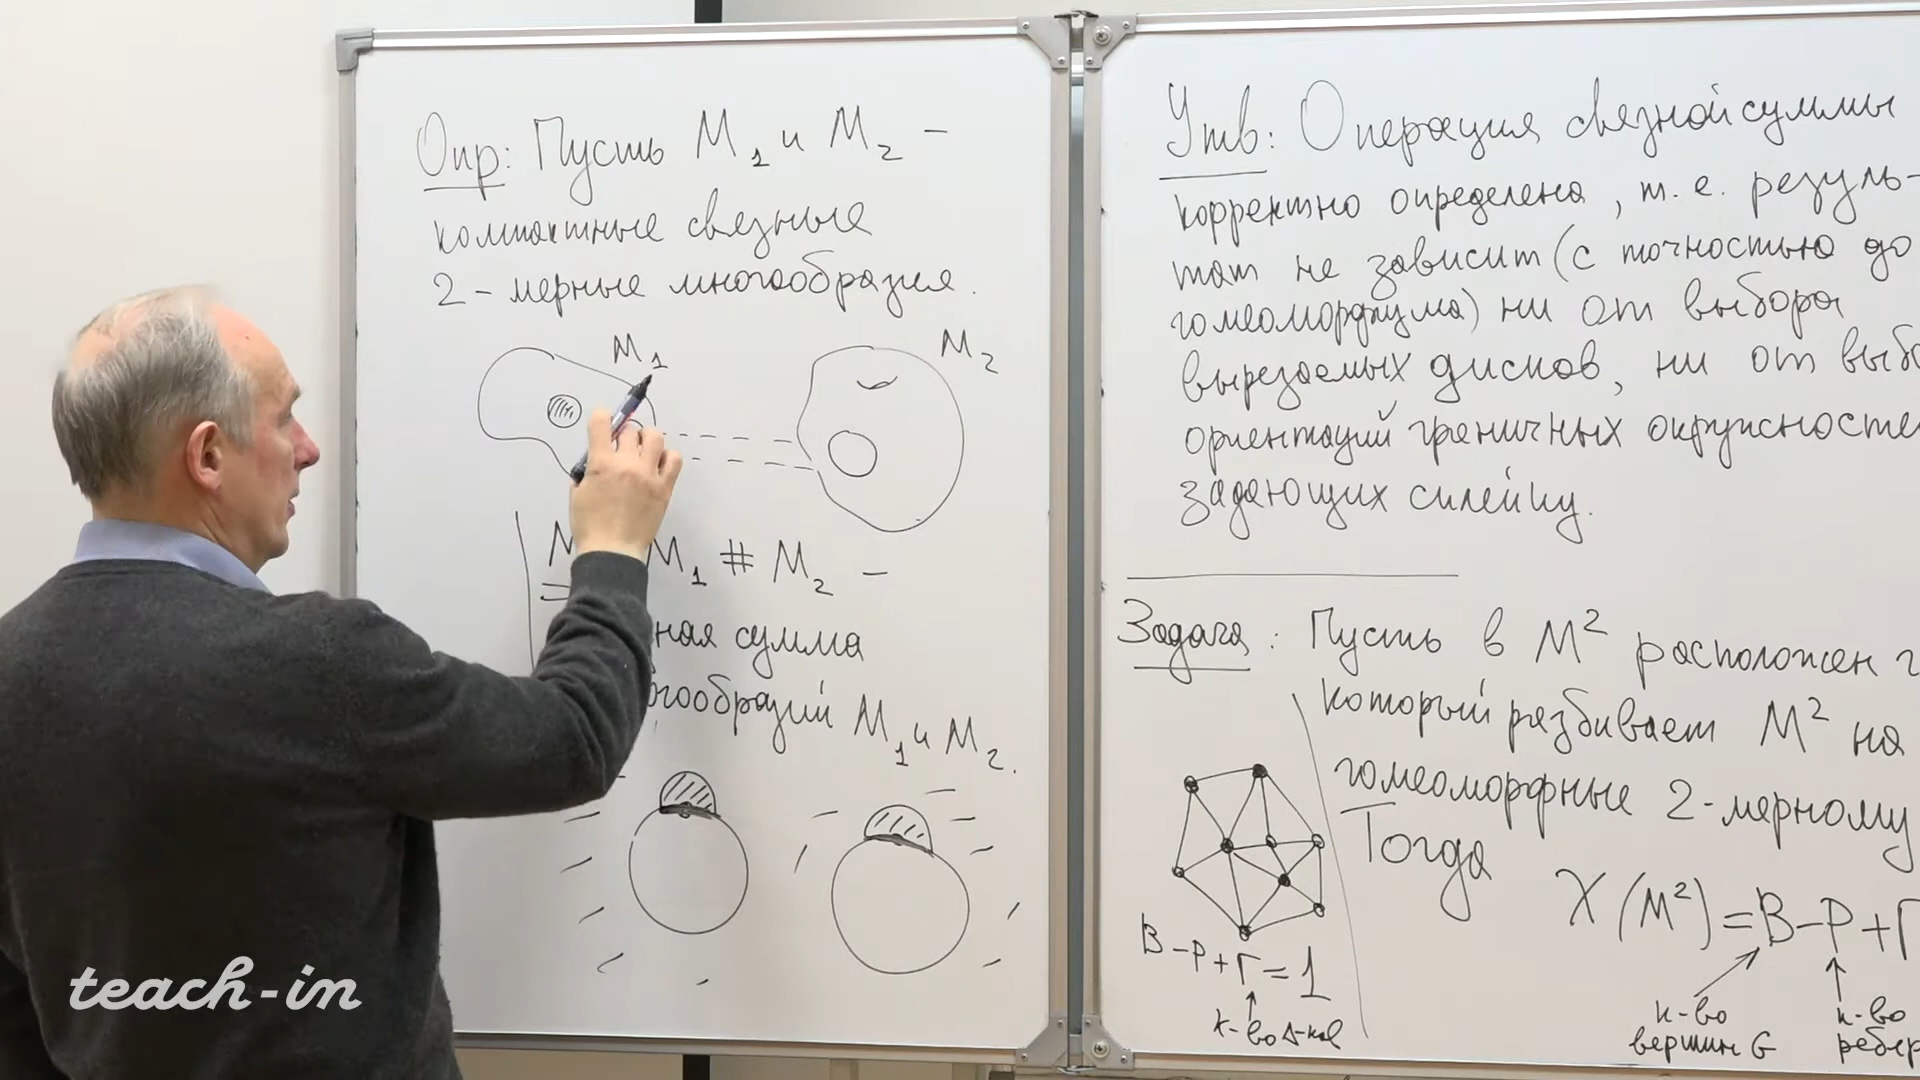 Опр: Пусть M₁ и M₂ –
компактные связные
2-мерные многообразия.
M₁
M₂
M₁ # M₂ –
ная сумма
огообразий M₁ и M₂.
Утв: Операция связной суммы
корректно определена, т.е. резуль-
тат не зависит (с точностью до
гомеоморфизма) ни от выбора
вырезаемых дисков, ни от выбо
ориентаций граничных окружносте
задающих склейку.
Задача: Пусть в M² расположен г
который разбивает M² на
гомеоморфные 2-мерному
Тогда
χ(M²) = В – Р + Г
к-во
вершин G
к-во
ребер
В – Р + Г = 1
к-во Δ-ков
teach-in